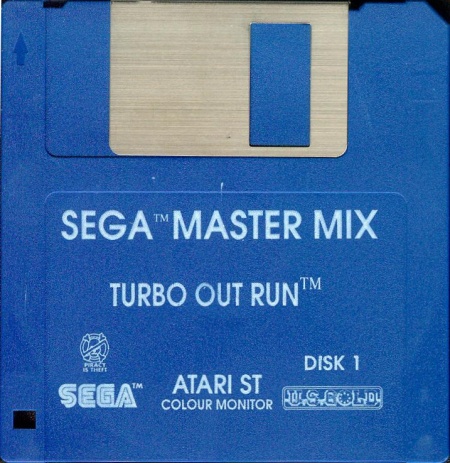 SEGA™ MASTER MIX
TURBO OUT RUN™
PIRACY
IS THEFT
DISK 1
SEGA™
ATARI ST
COLOUR MONITOR
U.S. GOLD